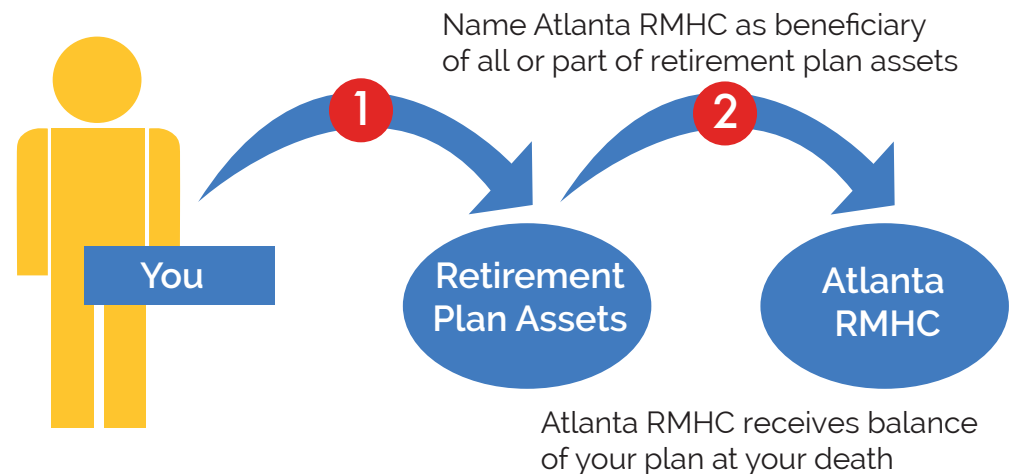 Name Atlanta RMHC as beneficiary
of all or part of retirement plan assets
1
2
You
Retirement
Plan Assets
Atlanta
RMHC
Atlanta RMHC receives balance
of your plan at your death